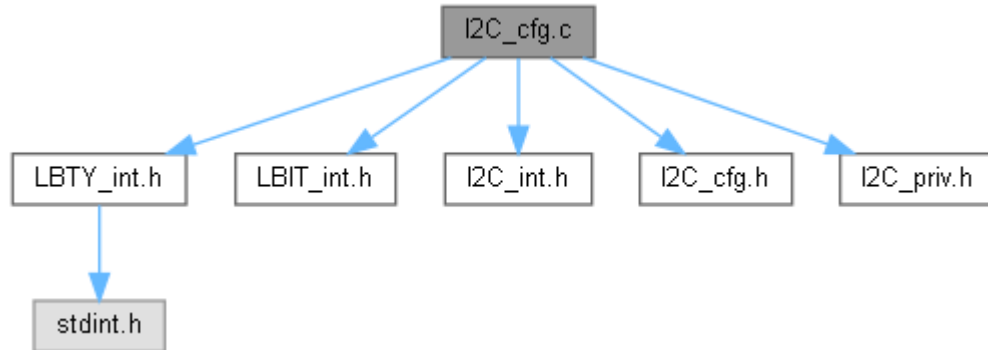 I2C_cfg.c
LBTY_int.h
LBIT_int.h
I2C_int.h
I2C_cfg.h
I2C_priv.h
stdint.h